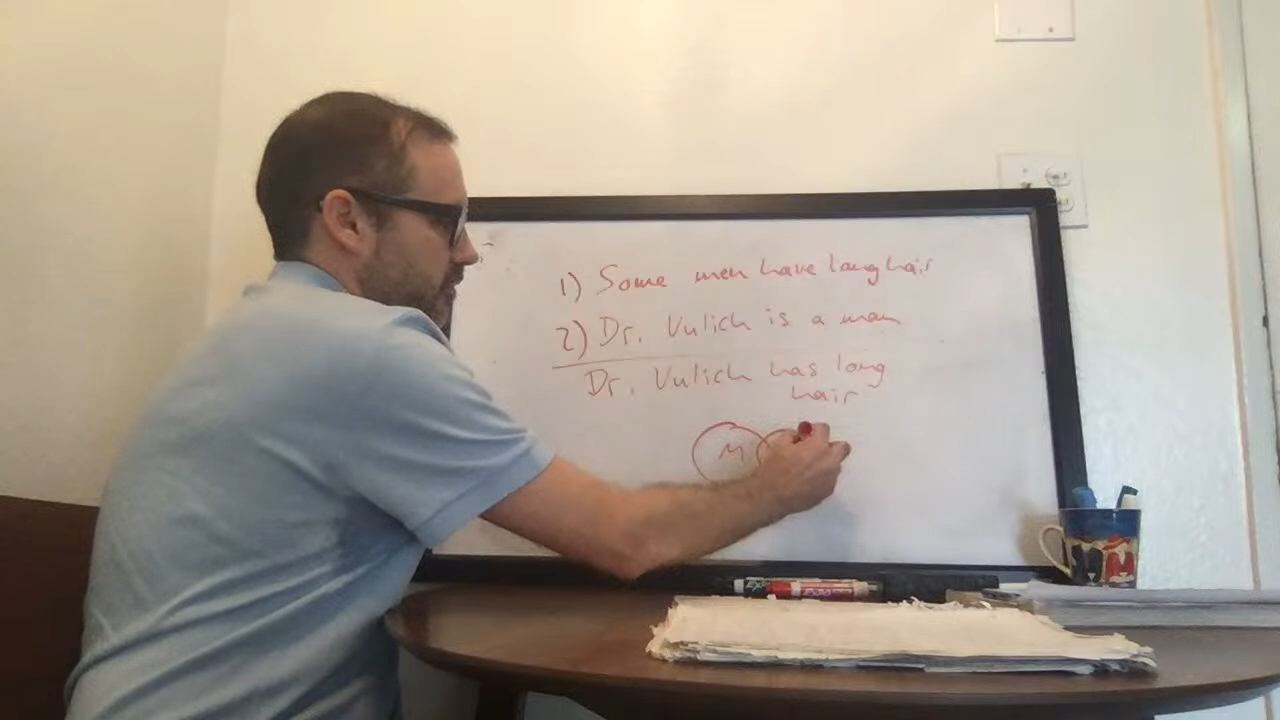 1) Some men have long hair
2) Dr. Vulich is a man
Dr. Vulich has long
hair
M